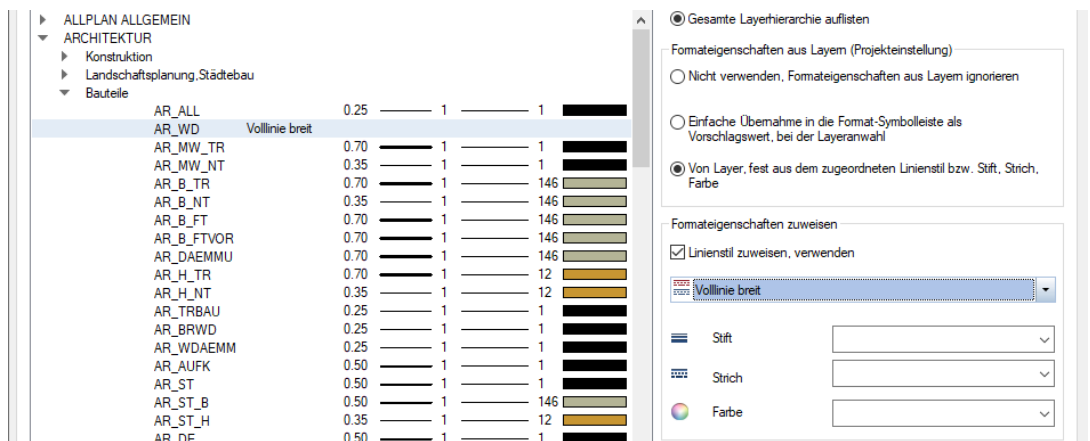 ALLPLAN ALLGEMEIN
ARCHITEKTUR
Konstruktion
Landschaftsplanung,Städtebau
Bauteile
AR_ALL 0.25 1 1
AR_WD Volllinie breit
AR_MW_TR 0.70 1 1
AR_MW_NT 0.35 1 1
AR_B_TR 0.70 1 146
AR_B_NT 0.35 1 146
AR_B_FT 0.70 1 146
AR_B_FTVOR 0.70 1 146
AR_DAEMMU 0.70 1 146
AR_H_TR 0.70 1 12
AR_H_NT 0.35 1 12
AR_TRBAU 0.25 1 1
AR_BRWD 0.25 1 1
AR_WDAEMM 0.25 1 1
AR_AUFK 0.50 1 1
AR_ST 0.50 1 1
AR_ST_B 0.50 1 146
AR_ST_H 0.35 1 12
AR_DE 0.50 1 1
Gesamte Layerhierarchie auflisten
Formateigenschaften aus Layern (Projekteinstellung)
Nicht verwenden, Formateigenschaften aus Layern ignorieren
Einfache Übernahme in die Format-Symbolleiste als
Vorschlagswert, bei der Layeranwahl
Von Layer, fest aus dem zugeordneten Linienstil bzw. Stift, Strich,
Farbe
Formateigenschaften zuweisen
Linienstil zuweisen, verwenden
Volllinie breit
Stift
Strich
Farbe